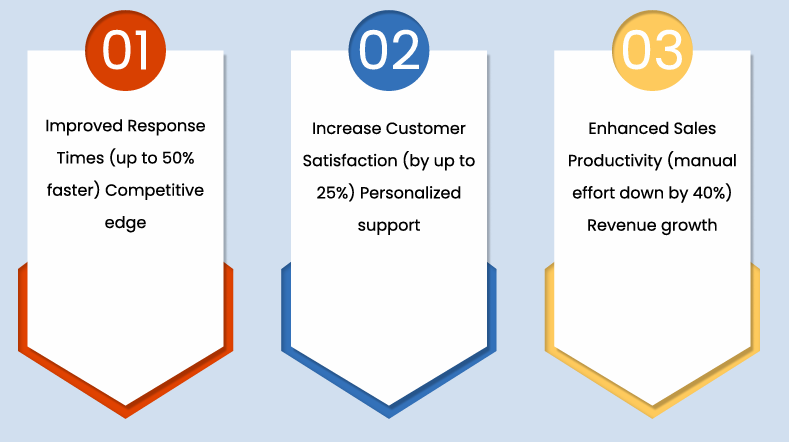 01
Improved Response
Times (up to 50%
faster) Competitive
edge
02
Increase Customer
Satisfaction (by up to
25%) Personalized
support
03
Enhanced Sales
Productivity (manual
effort down by 40%)
Revenue growth